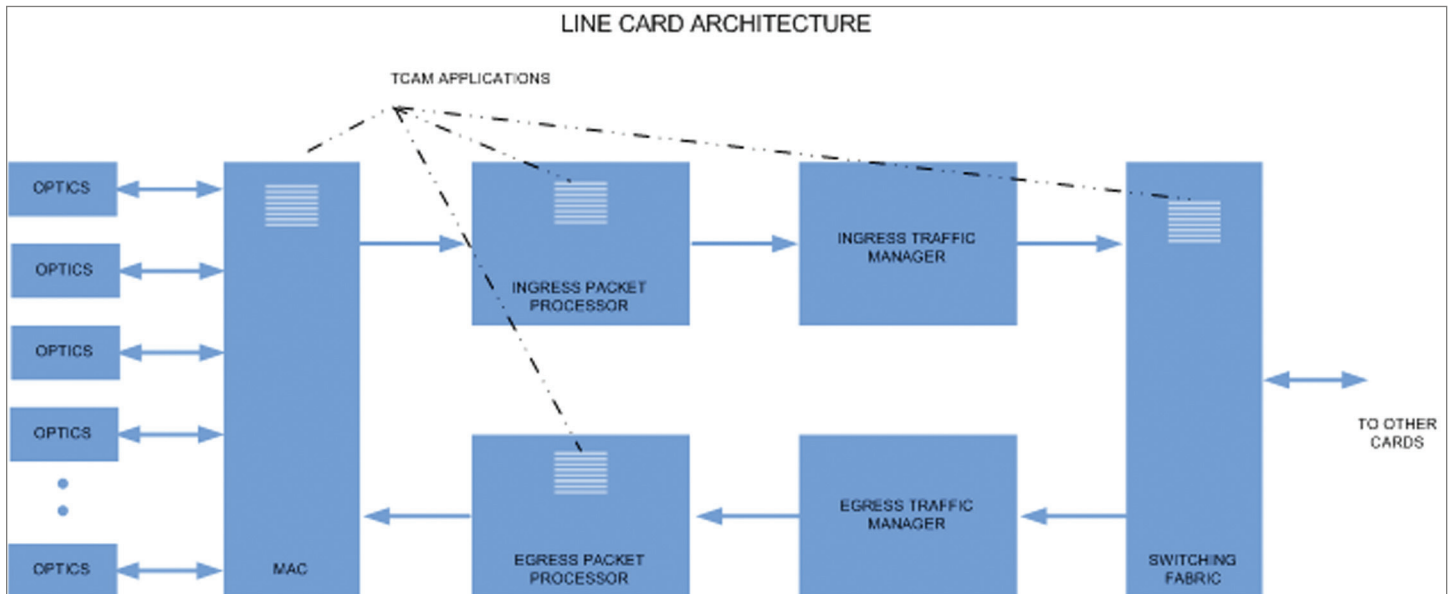 LINE CARD ARCHITECTURE
TCAM APPLICATIONS
OPTICS
OPTICS
OPTICS
OPTICS
OPTICS
MAC
INGRESS PACKET
PROCESSOR
INGRESS TRAFFIC
MANAGER
EGRESS PACKET
PROCESSOR
EGRESS TRAFFIC
MANAGER
SWITCHING
FABRIC
TO OTHER
CARDS